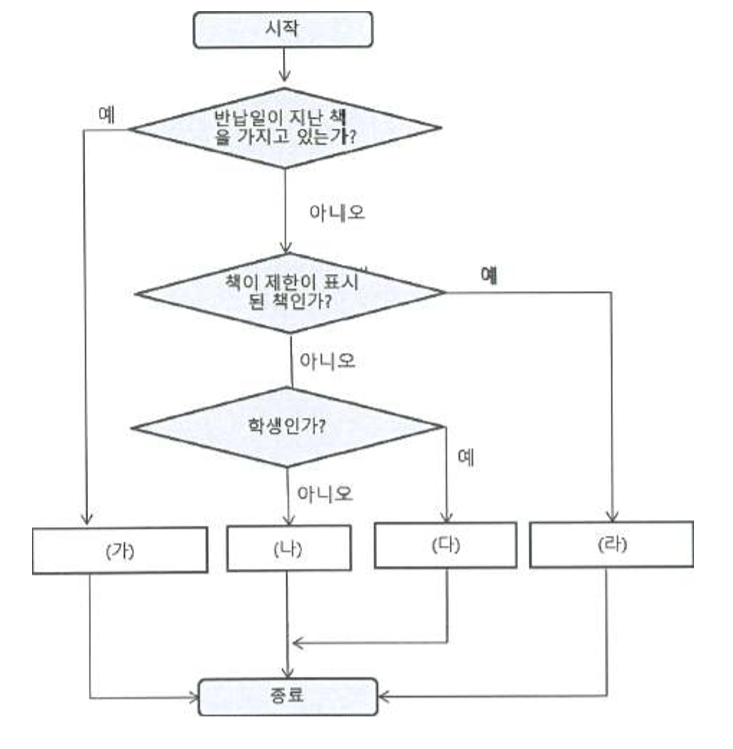 시작
예
반납일이 지난 책
을 가지고 있는가?
아니오
책이 제한이 표시
된 책인가?
예
아니오
학생인가?
예
아니오
(가)
(나)
(다)
(라)
종료